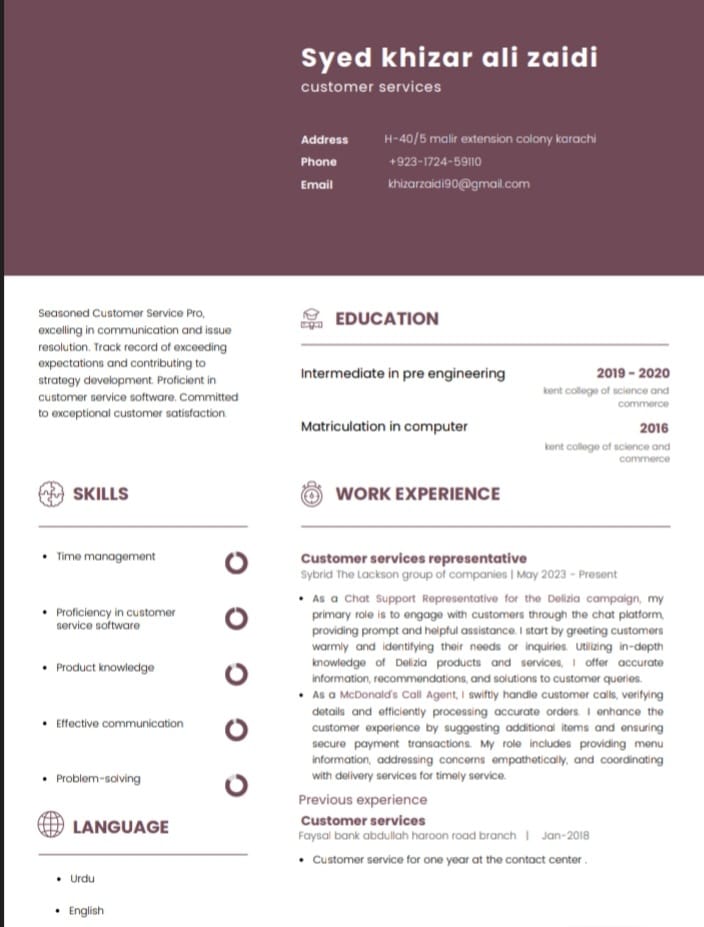 Syed khizar ali zaidi
customer services
Address H-40/5 malir extension colony karachi
Phone +923-1724-59110
Email khizarzaidi90@gmail.com
Seasoned Customer Service Pro,
excelling in communication and issue
resolution. Track record of exceeding
expectations and contributing to
strategy development. Proficient in
customer service software. Committed
to exceptional customer satisfaction.
SKILLS
• Time management
• Proficiency in customer
service software
• Product knowledge
• Effective communication
• Problem-solving
LANGUAGE
• Urdu
• English
EDUCATION
Intermediate in pre engineering 2019 - 2020
kent college of science and
commerce
Matriculation in computer 2016
kent college of science and
commerce
WORK EXPERIENCE
Customer services representative
Sybrid The Lackson group of companies | May 2023 - Present
• As a Chat Support Representative for the Delizia campaign, my
primary role is to engage with customers through the chat platform,
providing prompt and helpful assistance. I start by greeting customers
warmly and identifying their needs or inquiries. Utilizing in-depth
knowledge of Delizia products and services, I offer accurate
information, recommendations, and solutions to customer queries.
• As a McDonald's Call Agent, I swiftly handle customer calls, verifying
details and efficiently processing accurate orders. I enhance the
customer experience by suggesting additional items and ensuring
secure payment transactions. My role includes providing menu
information, addressing concerns empathetically, and coordinating
with delivery services for timely service.
Previous experience
Customer services
Faysal bank abdullah haroon road branch | Jan-2018
• Customer service for one year at the contact center .